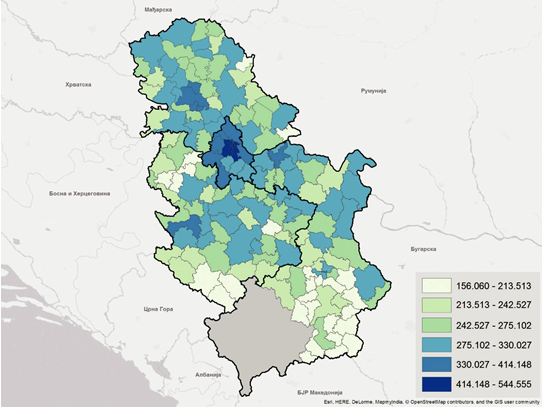 Мађарска
Хрватска
Румунија
Босна и Херцеговина
Бугарска
Црна Гора
Албанија
БЈР Македонија
156.060 - 213.513
213.513 - 242.527
242.527 - 275.102
275.102 - 330.027
330.027 - 414.148
414.148 - 544.555
Esri, HERE, DeLorme, MapmyIndia, © OpenStreetMap contributors, and the GIS user community